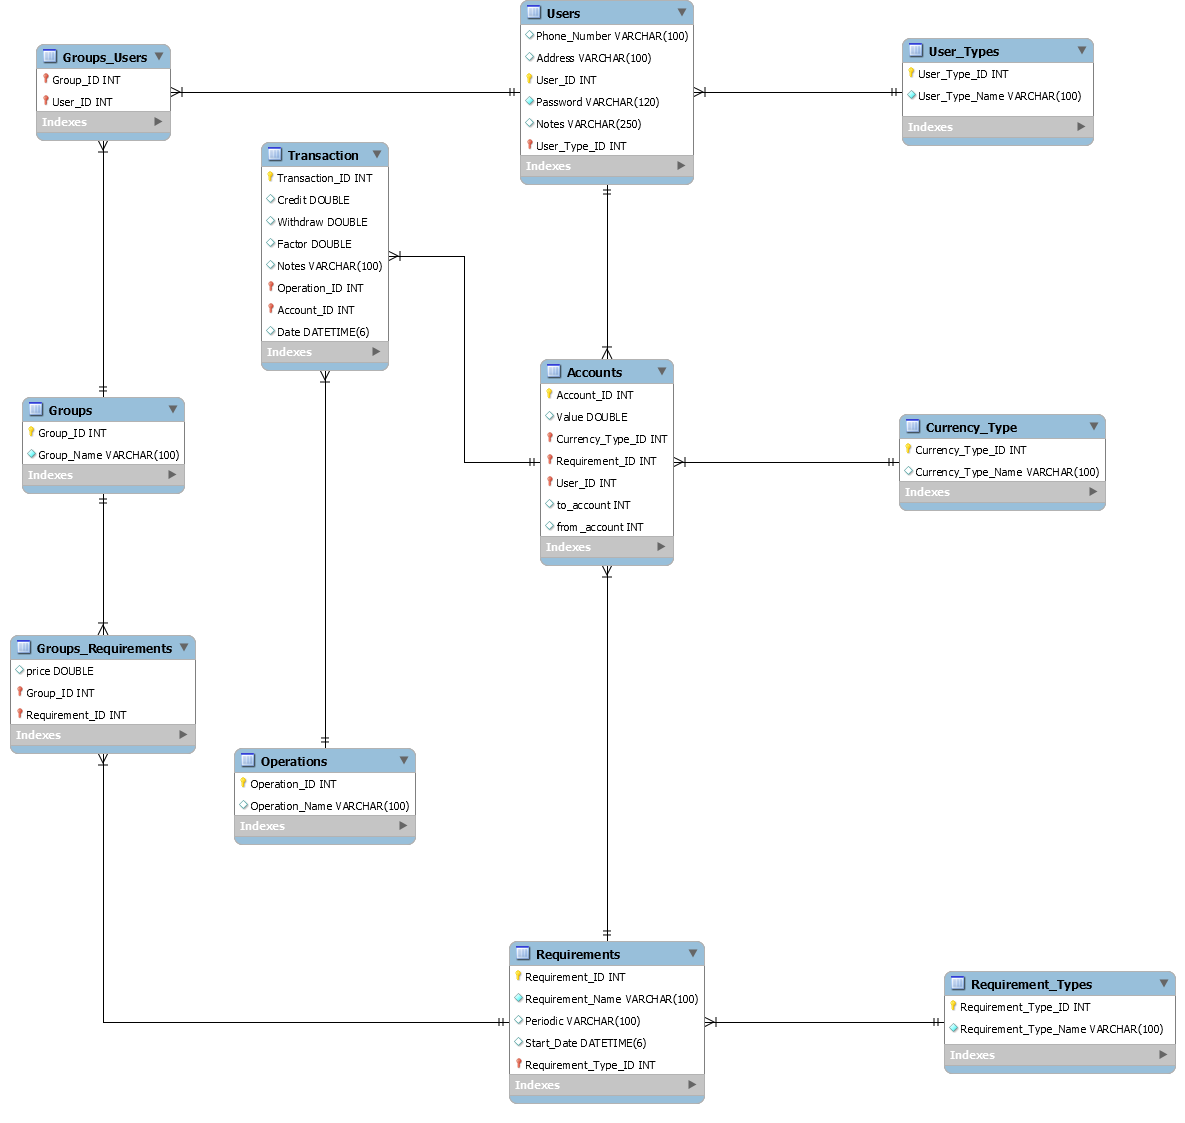 Users
Phone_Number VARCHAR(100)
Address VARCHAR(100)
User_ID INT
Password VARCHAR(120)
Notes VARCHAR(250)
User_Type_ID INT
Indexes
Groups_Users
Group_ID INT
User_ID INT
Indexes
User_Types
User_Type_ID INT
User_Type_Name VARCHAR(100)
Indexes
Transaction
Transaction_ID INT
Credit DOUBLE
Withdraw DOUBLE
Factor DOUBLE
Notes VARCHAR(100)
Operation_ID INT
Account_ID INT
Date DATETIME(6)
Indexes
Accounts
Account_ID INT
Value DOUBLE
Currency_Type_ID INT
Requirement_ID INT
User_ID INT
to_account INT
from_account INT
Indexes
Groups
Group_ID INT
Group_Name VARCHAR(100)
Indexes
Currency_Type
Currency_Type_ID INT
Currency_Type_Name VARCHAR(100)
Indexes
Groups_Requirements
price DOUBLE
Group_ID INT
Requirement_ID INT
Indexes
Operations
Operation_ID INT
Operation_Name VARCHAR(100)
Indexes
Requirements
Requirement_ID INT
Requirement_Name VARCHAR(100)
Periodic VARCHAR(100)
Start_Date DATETIME(6)
Requirement_Type_ID INT
Indexes
Requirement_Types
Requirement_Type_ID INT
Requirement_Type_Name VARCHAR(100)
Indexes